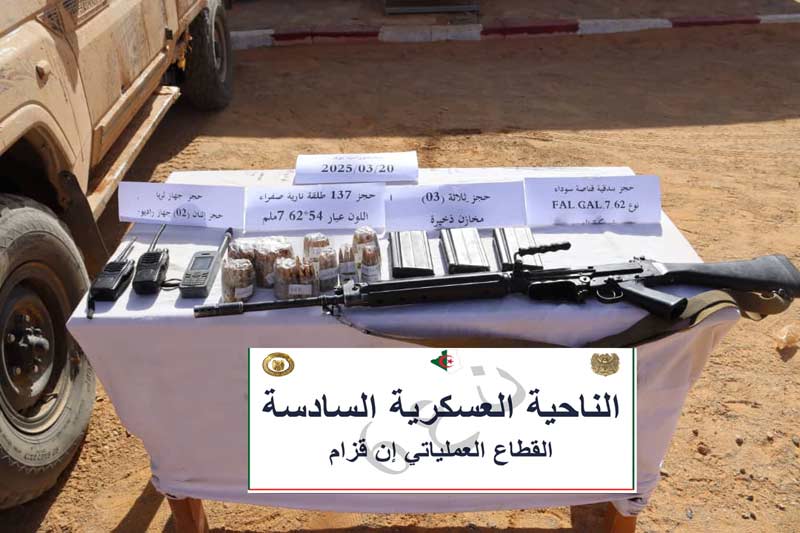 2025/03/20
حجز جهاز ثريا
حجز إثنان (02) جهاز راديو.
حجز 137 طلقة نارية صفراء
اللون عيار 54*7.62ملم
حجز ثلاثة (03)
مخازن ذخيرة
حجز بندقية قناصة سوداء
نوع FAL GAL 7.62
الناحية العسكرية السادسة
القطاع العملياتي إن قزام
ن ع 6